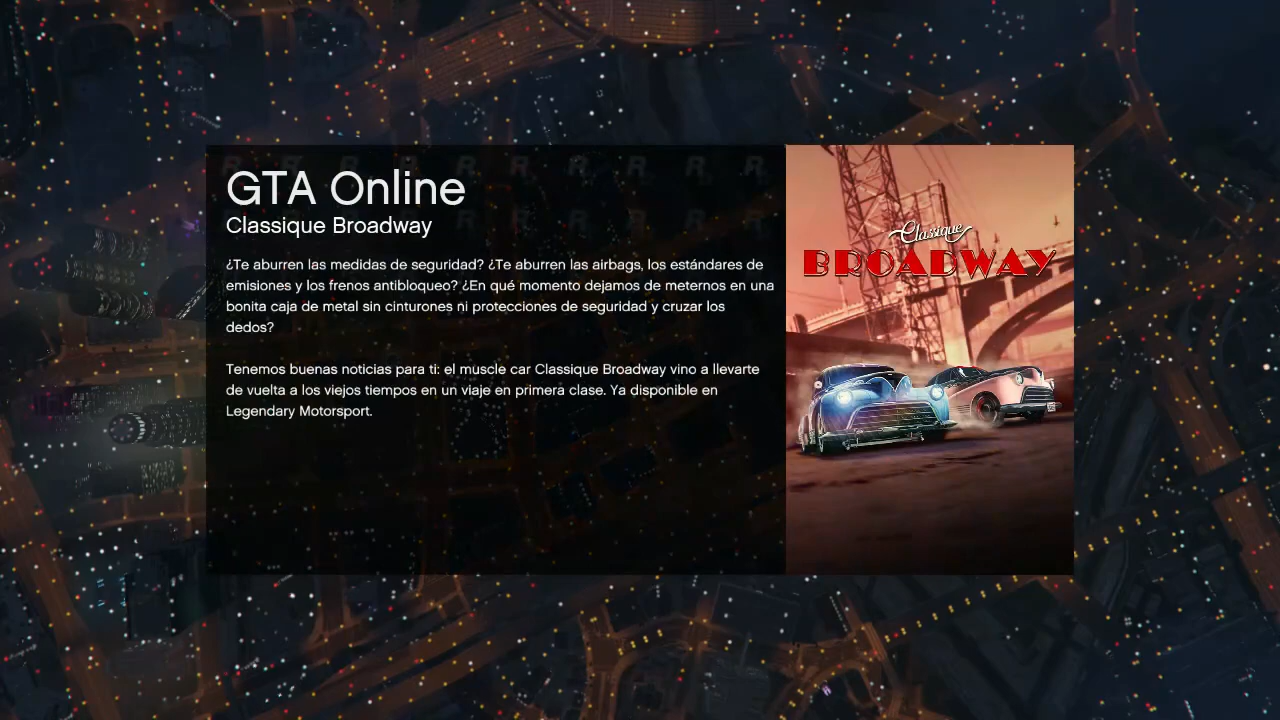 GTA Online
Classique Broadway
¿Te aburren las medidas de seguridad? ¿Te aburren las airbags, los estándares de
emisiones y los frenos antibloqueo? ¿En qué momento dejamos de meternos en una
bonita caja de metal sin cinturones ni protecciones de seguridad y cruzar los
dedos?
Tenemos buenas noticias para ti: el muscle car Classique Broadway vino a llevarte
de vuelta a los viejos tiempos en un viaje en primera clase. Ya disponible en
Legendary Motorsport.
Classique
BROADWAY